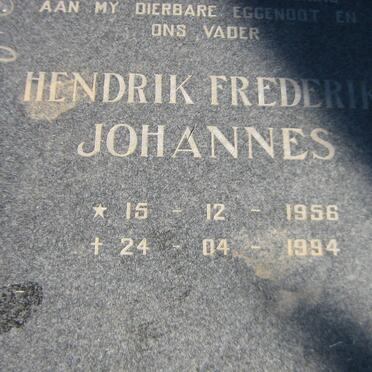 AAN MY DIERBARE EGGENOOT EN
ONS VADER
HENDRIK FREDERIK
JOHANNES
★ 15 - 12 - 1956
† 24 - 04 - 1994